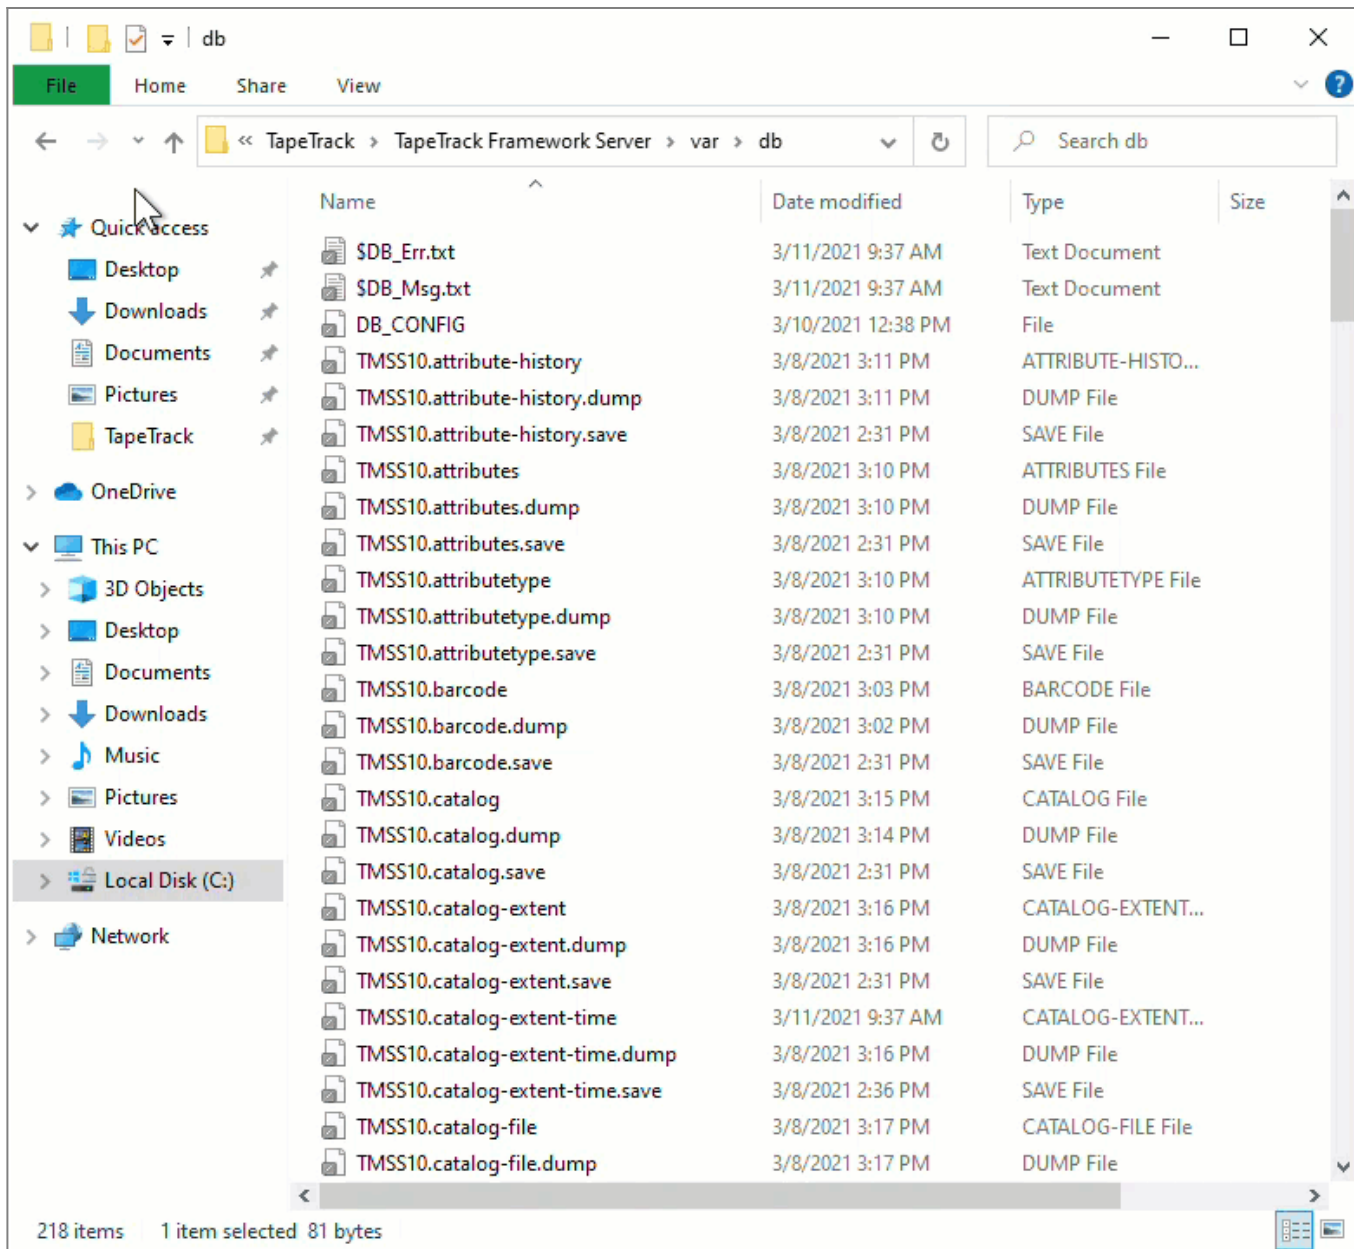 db
File Home Share View ?
« TapeTrack > TapeTrack Framework Server > var > db Search db
Name Date modified Type Size
Quick access
Desktop
Downloads
Documents
Pictures
TapeTrack
OneDrive
This PC
3D Objects
Desktop
Documents
Downloads
Music
Pictures
Videos
Local Disk (C:)
Network
$DB_Err.txt 3/11/2021 9:37 AM Text Document
$DB_Msg.txt 3/11/2021 9:37 AM Text Document
DB_CONFIG 3/10/2021 12:38 PM File
TMSS10.attribute-history 3/8/2021 3:11 PM ATTRIBUTE-HISTO...
TMSS10.attribute-history.dump 3/8/2021 3:11 PM DUMP File
TMSS10.attribute-history.save 3/8/2021 2:31 PM SAVE File
TMSS10.attributes 3/8/2021 3:10 PM ATTRIBUTES File
TMSS10.attributes.dump 3/8/2021 3:10 PM DUMP File
TMSS10.attributes.save 3/8/2021 2:31 PM SAVE File
TMSS10.attributetype 3/8/2021 3:10 PM ATTRIBUTETYPE File
TMSS10.attributetype.dump 3/8/2021 3:10 PM DUMP File
TMSS10.attributetype.save 3/8/2021 2:31 PM SAVE File
TMSS10.barcode 3/8/2021 3:03 PM BARCODE File
TMSS10.barcode.dump 3/8/2021 3:02 PM DUMP File
TMSS10.barcode.save 3/8/2021 2:31 PM SAVE File
TMSS10.catalog 3/8/2021 3:15 PM CATALOG File
TMSS10.catalog.dump 3/8/2021 3:14 PM DUMP File
TMSS10.catalog.save 3/8/2021 2:31 PM SAVE File
TMSS10.catalog-extent 3/8/2021 3:16 PM CATALOG-EXTENT...
TMSS10.catalog-extent.dump 3/8/2021 3:16 PM DUMP File
TMSS10.catalog-extent.save 3/8/2021 2:31 PM SAVE File
TMSS10.catalog-extent-time 3/11/2021 9:37 AM CATALOG-EXTENT...
TMSS10.catalog-extent-time.dump 3/8/2021 3:16 PM DUMP File
TMSS10.catalog-extent-time.save 3/8/2021 2:36 PM SAVE File
TMSS10.catalog-file 3/8/2021 3:17 PM CATALOG-FILE File
TMSS10.catalog-file.dump 3/8/2021 3:17 PM DUMP File
218 items 1 item selected 81 bytes